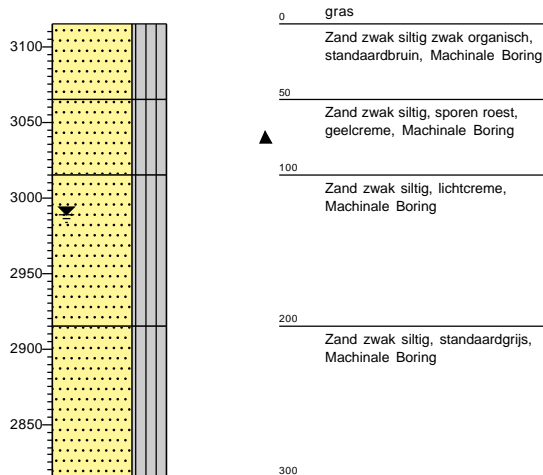 0
gras
3100
Zand zwak siltig zwak organisch,
standaardbruin, Machinale Boring
50
3050
Zand zwak siltig, sporen roest,
geelcreme, Machinale Boring
100
3000
Zand zwak siltig, lichtcreme,
Machinale Boring
2950
200
2900
Zand zwak siltig, standaardgrijs,
Machinale Boring
2850
300